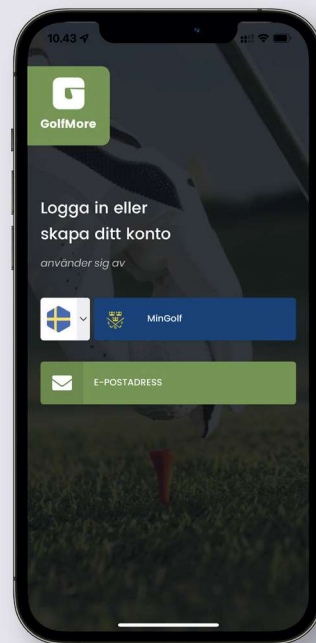 10.43
GolfMore
Logga in eller
skapa ditt konto
använder sig av
MinGolf
E-POSTADRESS